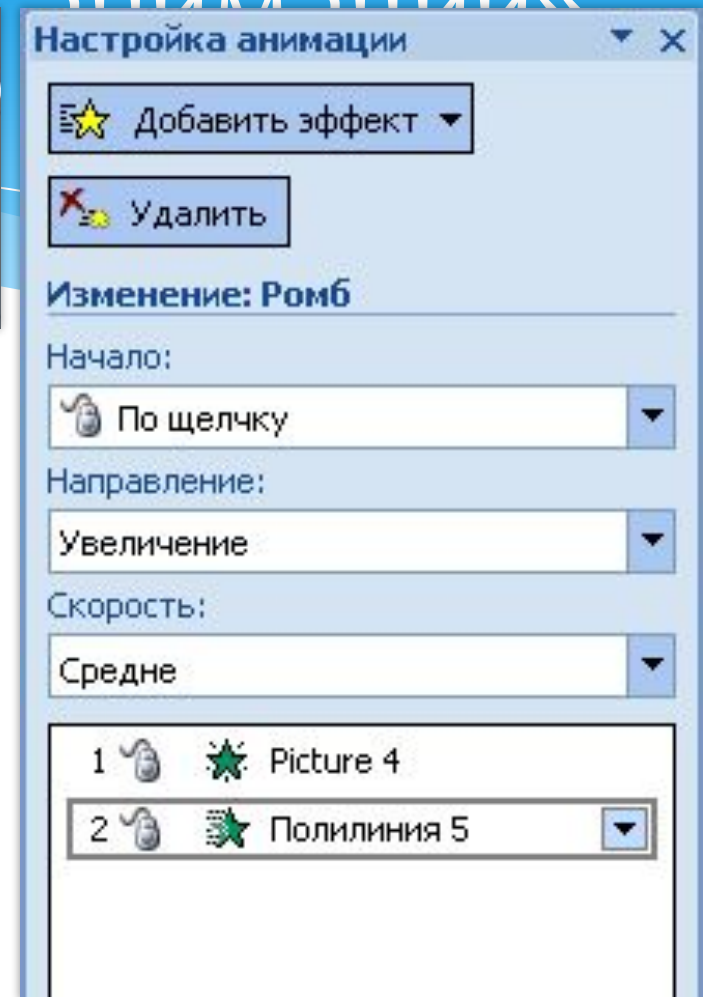 Настройка анимации
Добавить эффект
Удалить
Изменение: Ромб
Начало:
По щелчку
Направление:
Увеличение
Скорость:
Средне
1 Picture 4
2 Полилиния 5